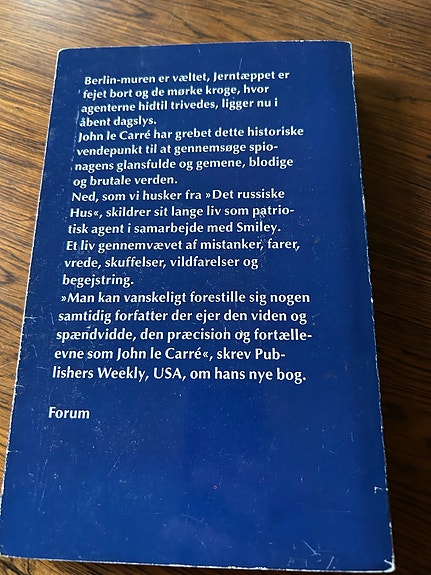 Berlin-muren er væltet, Jerntæppet er
fejet bort og de mørke kroge, hvor
agenterne hidtil trivedes, ligger nu i
åbent dagslys.
John le Carré har grebet dette historiske
vendepunkt til at gennemsøge spio-
nagens glansfulde og gemene, blodige
og brutale verden.
Ned, som vi husker fra »Det russiske
Hus«, skildrer sit lange liv som patrio-
tisk agent i samarbejde med Smiley.
Et liv gennemvævet af mistanker, farer,
vrede, skuffelser, vildfarelser og
begejstring.
»Man kan vanskeligt forestille sig nogen
samtidig forfatter der ejer den viden og
spændvidde, den præcision og fortælle-
evne som John le Carré«, skrev Pub-
lishers Weekly, USA, om hans nye bog.
Forum